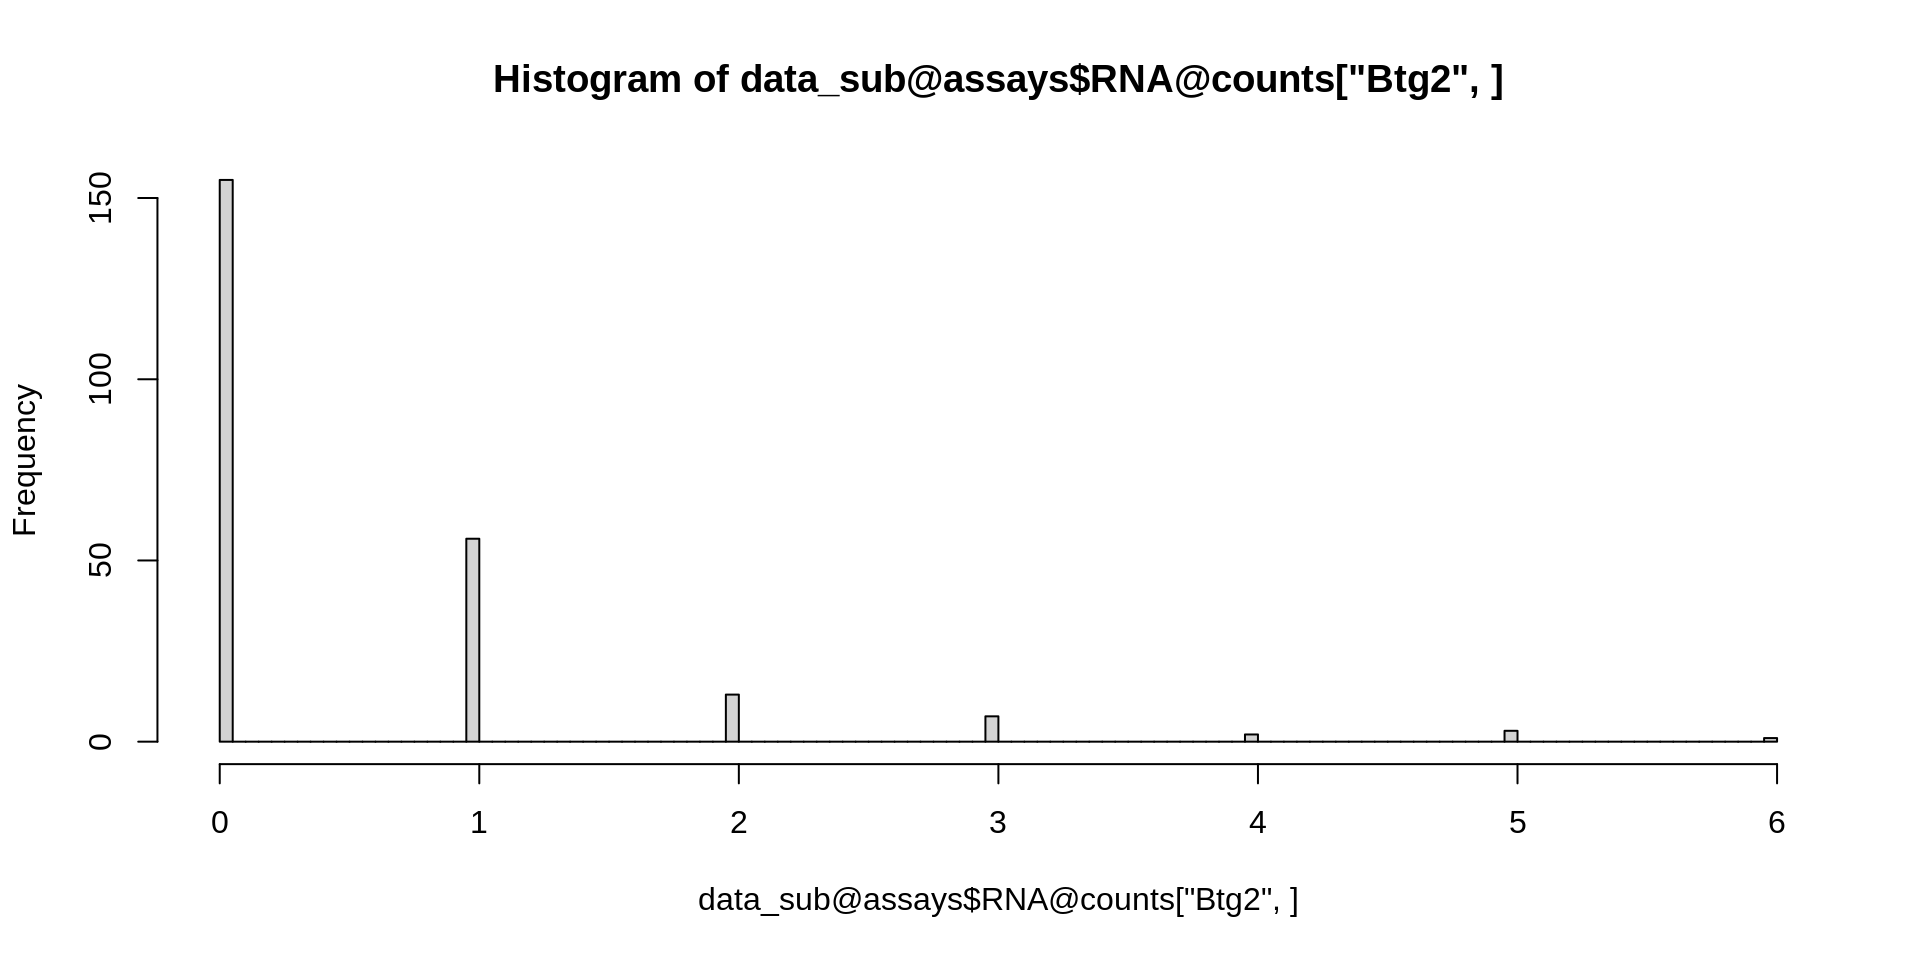 Histogram of data_sub@assays$RNA@counts["Btg2", ]
Frequency
150
100
50
0
0 1 2 3 4 5 6
data_sub@assays$RNA@counts["Btg2", ]